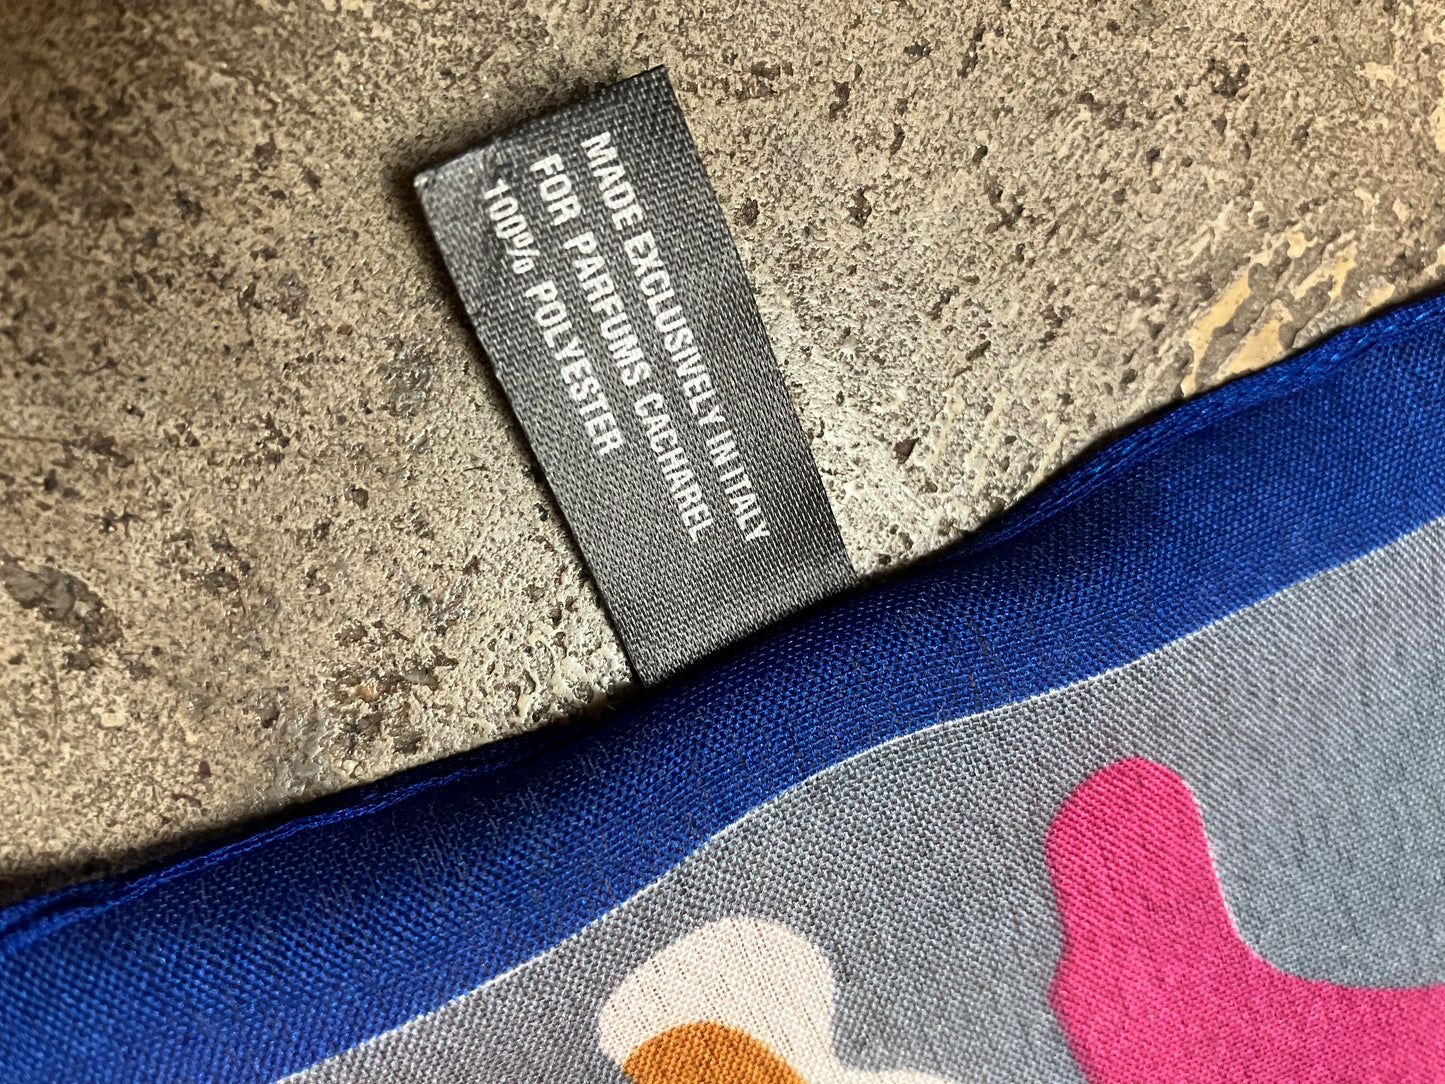 MADE EXCLUSIVELY IN ITALY
FOR PARFUMS CACHAREL
100% POLYESTER